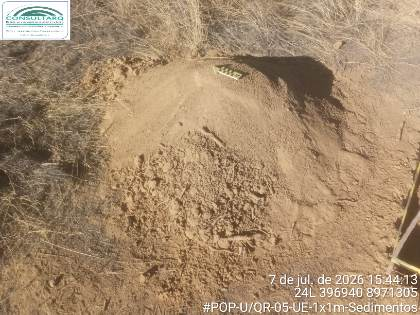 CONSULTARQ
7 de jul. de 2026 15:44:13
24L 396940 8971305
#POP-U/QR-05-UE-1x1m-Sedimentos